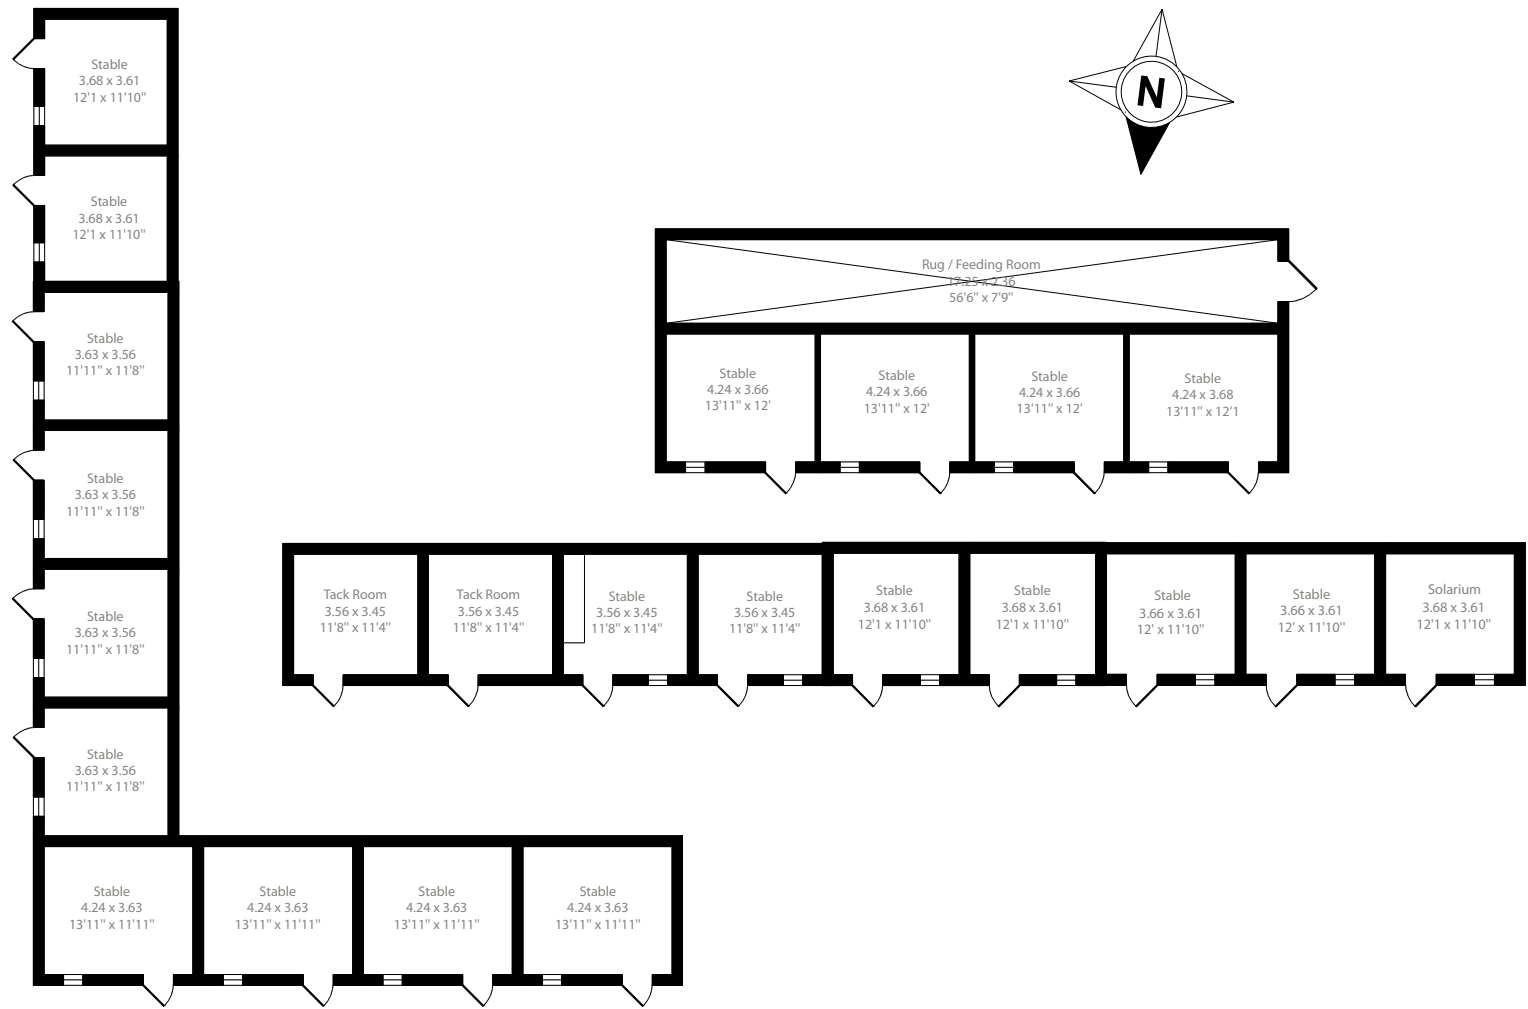 Stable
3.68 x 3.61
12'1 x 11'10"
N
Stable
3.68 x 3.61
12'1 x 11'10"
Rug / Feeding Room
17.25 x 2.36
56'6" x 7'9"
Stable
3.63 x 3.56
11'11" x 11'8"
Stable
4.24 x 3.66
13'11" x 12'
Stable
4.24 x 3.66
13'11" x 12'
Stable
4.24 x 3.66
13'11" x 12'
Stable
4.24 x 3.68
13'11" x 12'1
Stable
3.63 x 3.56
11'11" x 11'8"
Stable
3.63 x 3.56
11'11" x 11'8"
Tack Room
3.56 x 3.45
11'8" x 11'4"
Tack Room
3.56 x 3.45
11'8" x 11'4"
Stable
3.56 x 3.45
11'8" x 11'4"
Stable
3.56 x 3.45
11'8" x 11'4"
Stable
3.68 x 3.61
12'1 x 11'10"
Stable
3.68 x 3.61
12'1 x 11'10"
Stable
3.66 x 3.61
12' x 11'10"
Stable
3.66 x 3.61
12' x 11'10"
Solarium
3.68 x 3.61
12'1 x 11'10"
Stable
3.63 x 3.56
11'11" x 11'8"
Stable
4.24 x 3.63
13'11" x 11'11"
Stable
4.24 x 3.63
13'11" x 11'11"
Stable
4.24 x 3.63
13'11" x 11'11"
Stable
4.24 x 3.63
13'11" x 11'11"